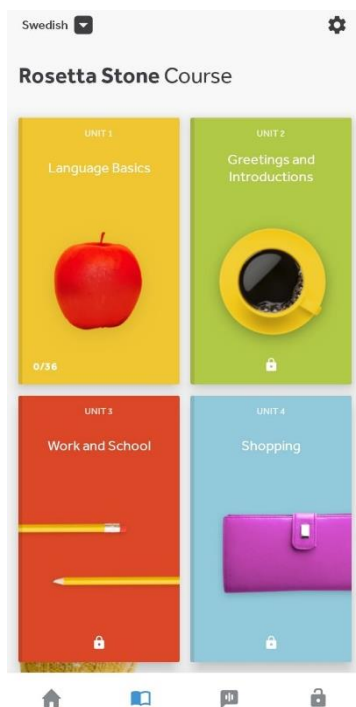 Swedish
Rosetta Stone Course
UNIT 1
Language Basics
0/36
UNIT 2
Greetings and
Introductions
UNIT 3
Work and School
UNIT 4
Shopping